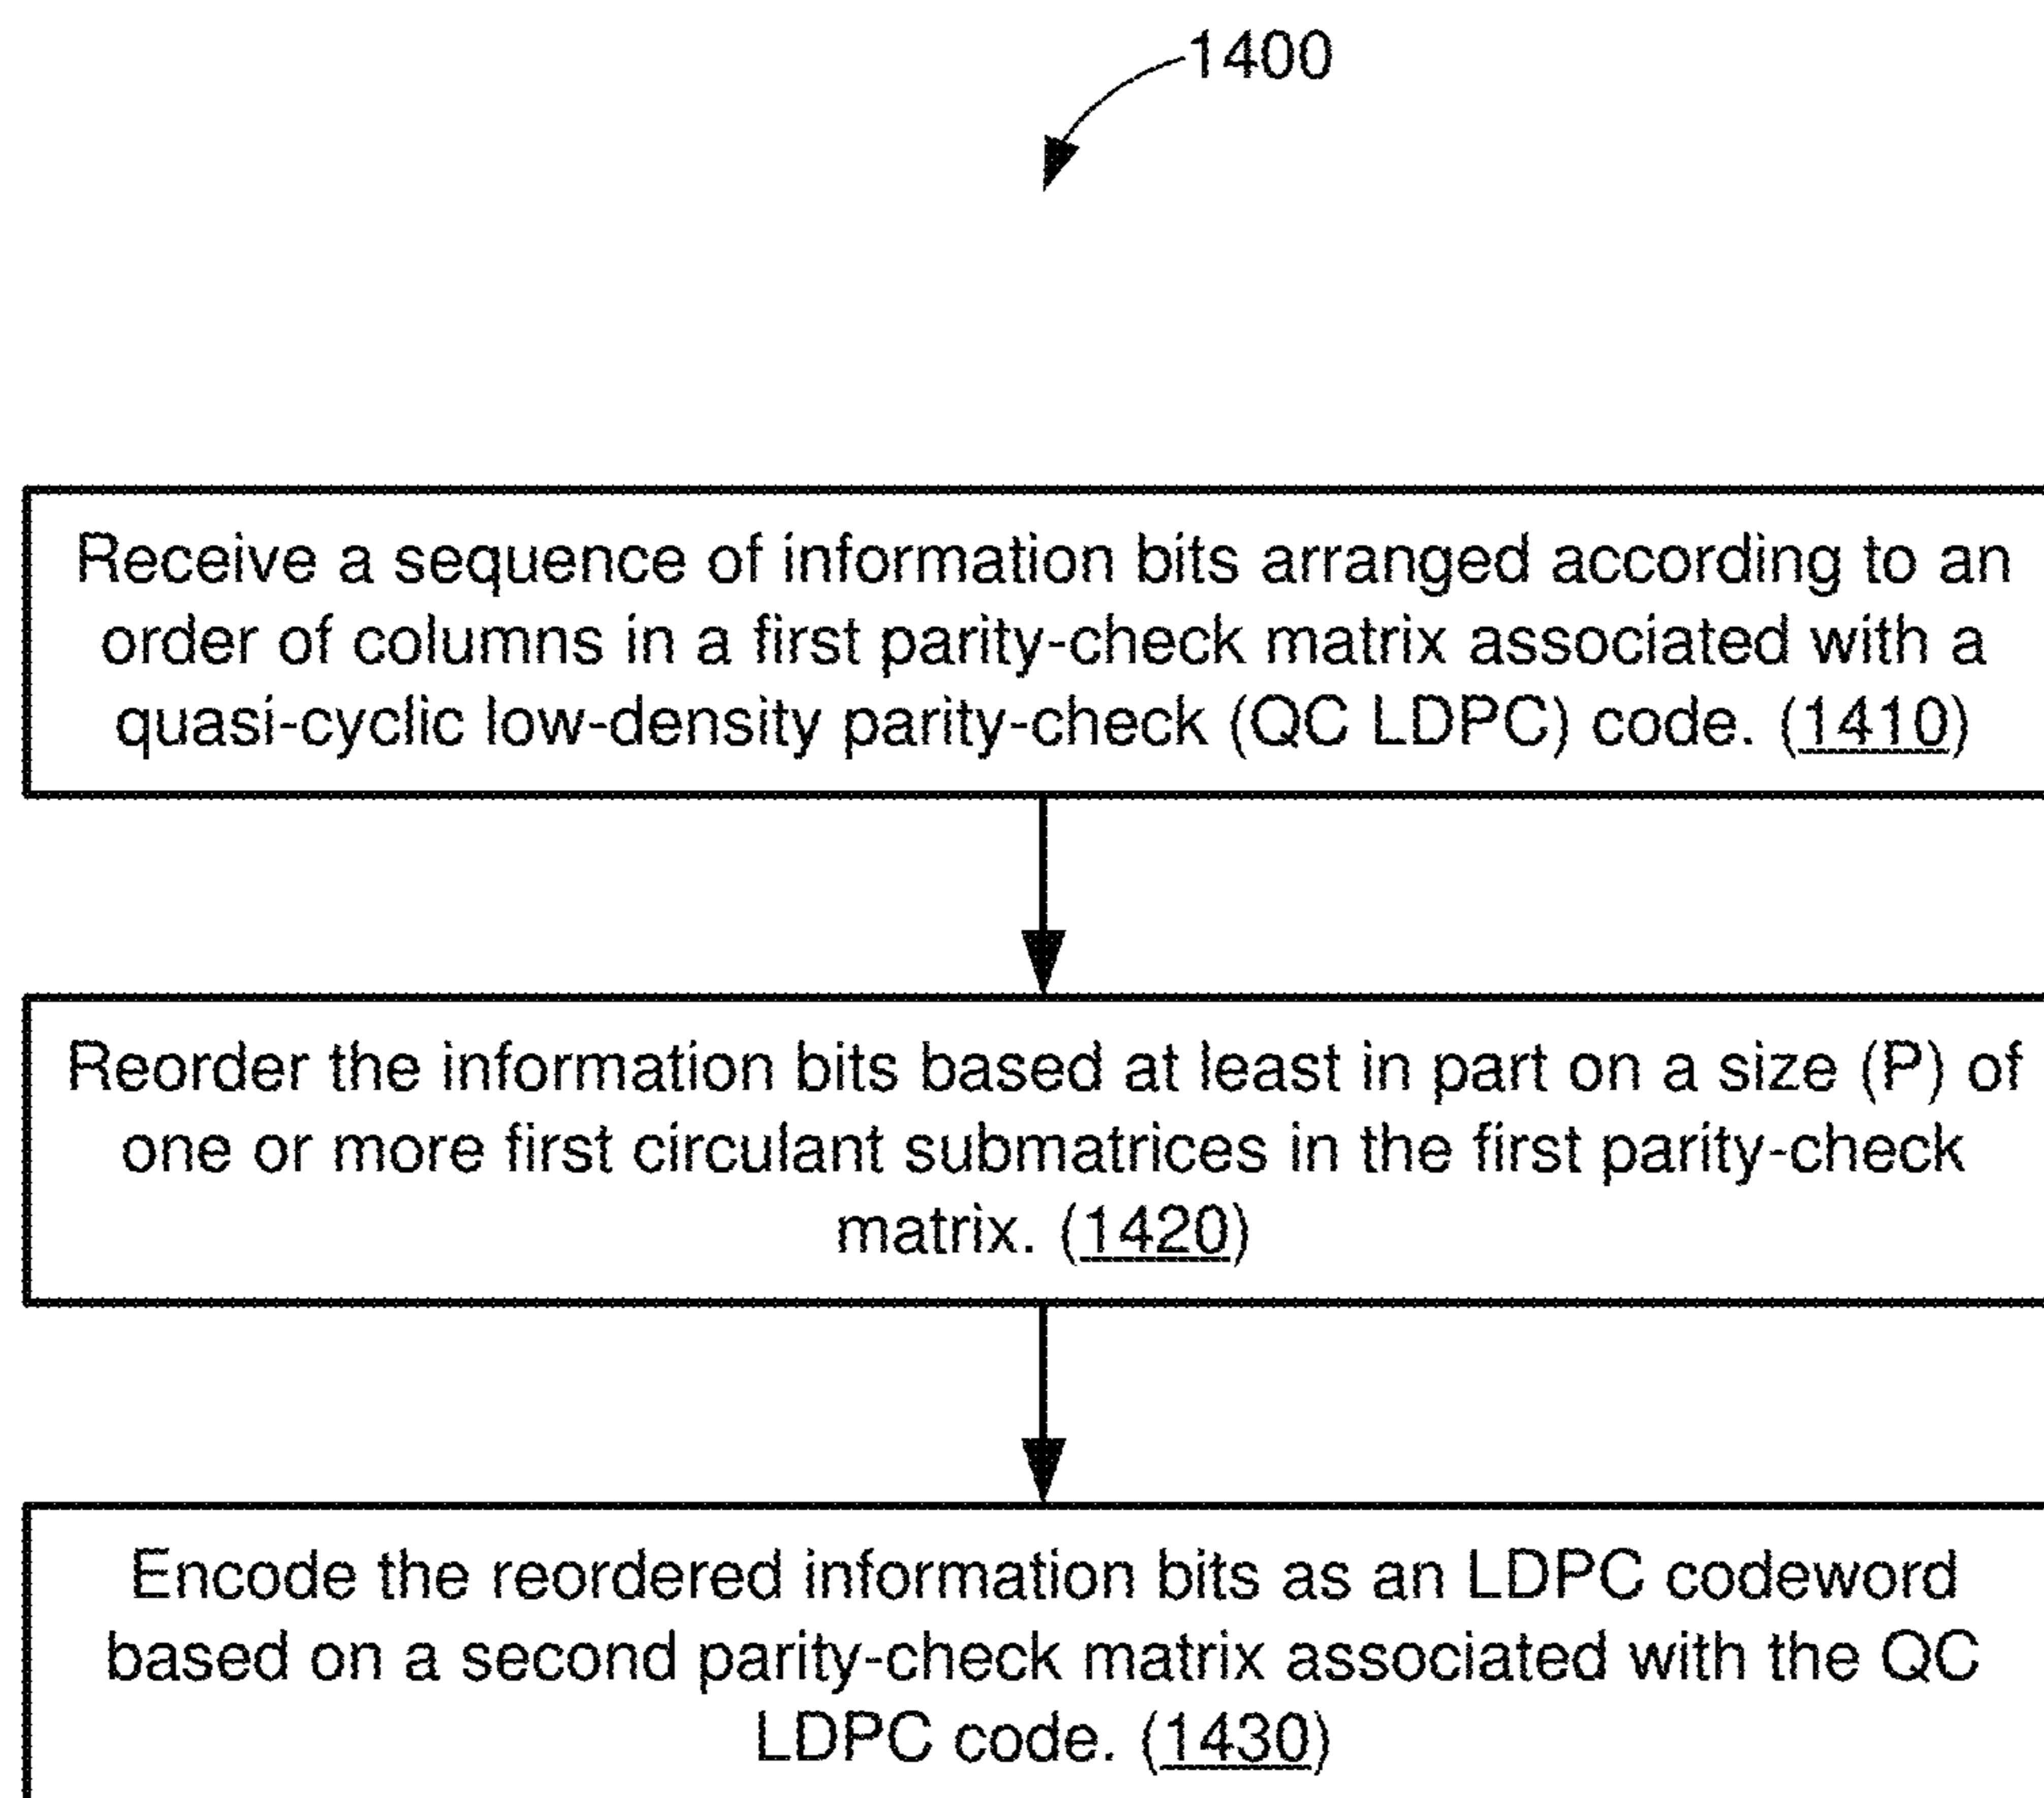 1400
Receive a sequence of information bits arranged according to an
order of columns in a first parity-check matrix associated with a
quasi-cyclic low-density parity-check (QC LDPC) code. (1410)
Reorder the information bits based at least in part on a size (P) of
one or more first circulant submatrices in the first parity-check
matrix. (1420)
Encode the reordered information bits as an LDPC codeword
based on a second parity-check matrix associated with the QC
LDPC code. (1430)